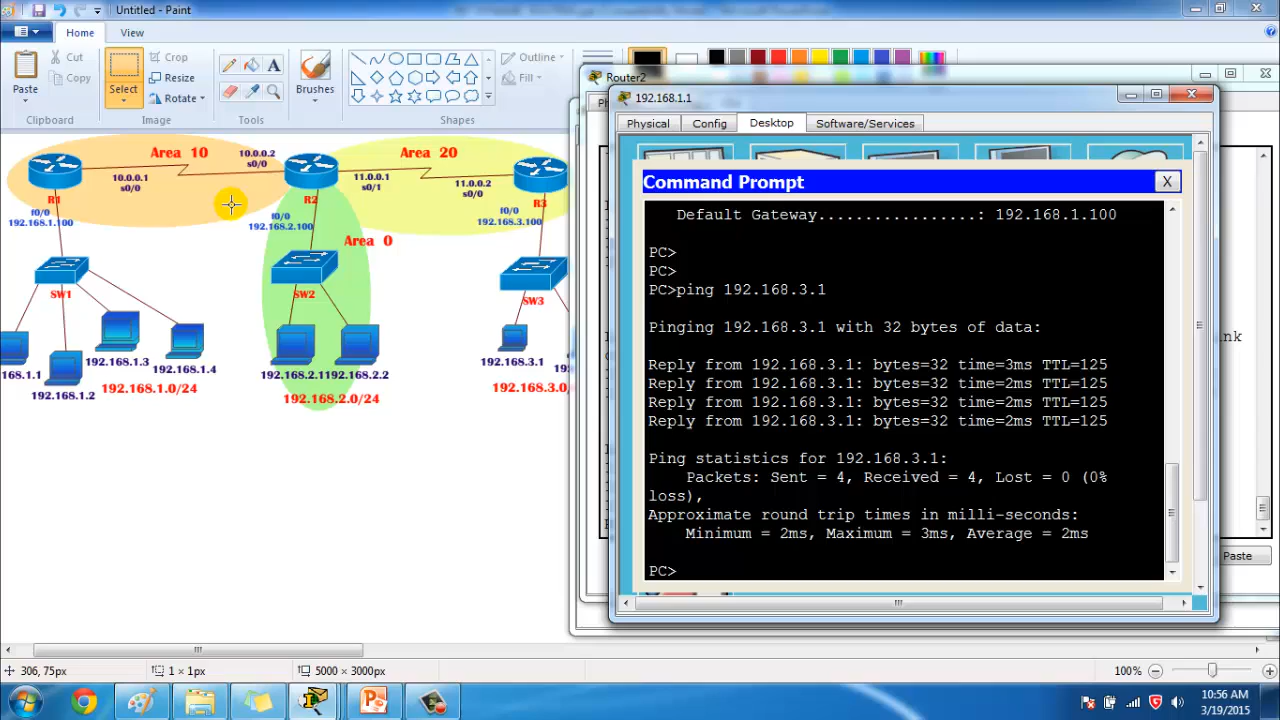 Untitled - Paint
Home
View
Paste
Cut
Copy
Clipboard
Select
Crop
Resize
Rotate
Image
Tools
Brushes
Shapes
Outline
Fill
Router2
192.168.1.1
Physical
Config
Desktop
Software/Services
Command Prompt
X
Default Gateway.................: 192.168.1.100
PC>
PC>
PC>ping 192.168.3.1
Pinging 192.168.3.1 with 32 bytes of data:
Reply from 192.168.3.1: bytes=32 time=3ms TTL=125
Reply from 192.168.3.1: bytes=32 time=2ms TTL=125
Reply from 192.168.3.1: bytes=32 time=2ms TTL=125
Reply from 192.168.3.1: bytes=32 time=2ms TTL=125
Ping statistics for 192.168.3.1:
Packets: Sent = 4, Received = 4, Lost = 0 (0%
loss),
Approximate round trip times in milli-seconds:
Minimum = 2ms, Maximum = 3ms, Average = 2ms
PC>
nk
Paste
Area 10
10.0.0.2
s0/0
Area 20
10.0.0.1
s0/0
11.0.0.1
s0/1
11.0.0.2
s0/0
R1
R2
R3
f0/0
192.168.1.100
f0/0
192.168.2.100
f0/0
192.168.3.100
Area 0
SW1
SW2
SW3
192.168.1.3
192.168.1.4
.168.1.1
192.168.1.2
192.168.1.0/24
192.168.2.1
192.168.2.2
192.168.2.0/24
192.168.3.1
192.168.3.0/
306, 75px
1 × 1px
5000 × 3000px
100%
10:56 AM
3/19/2015